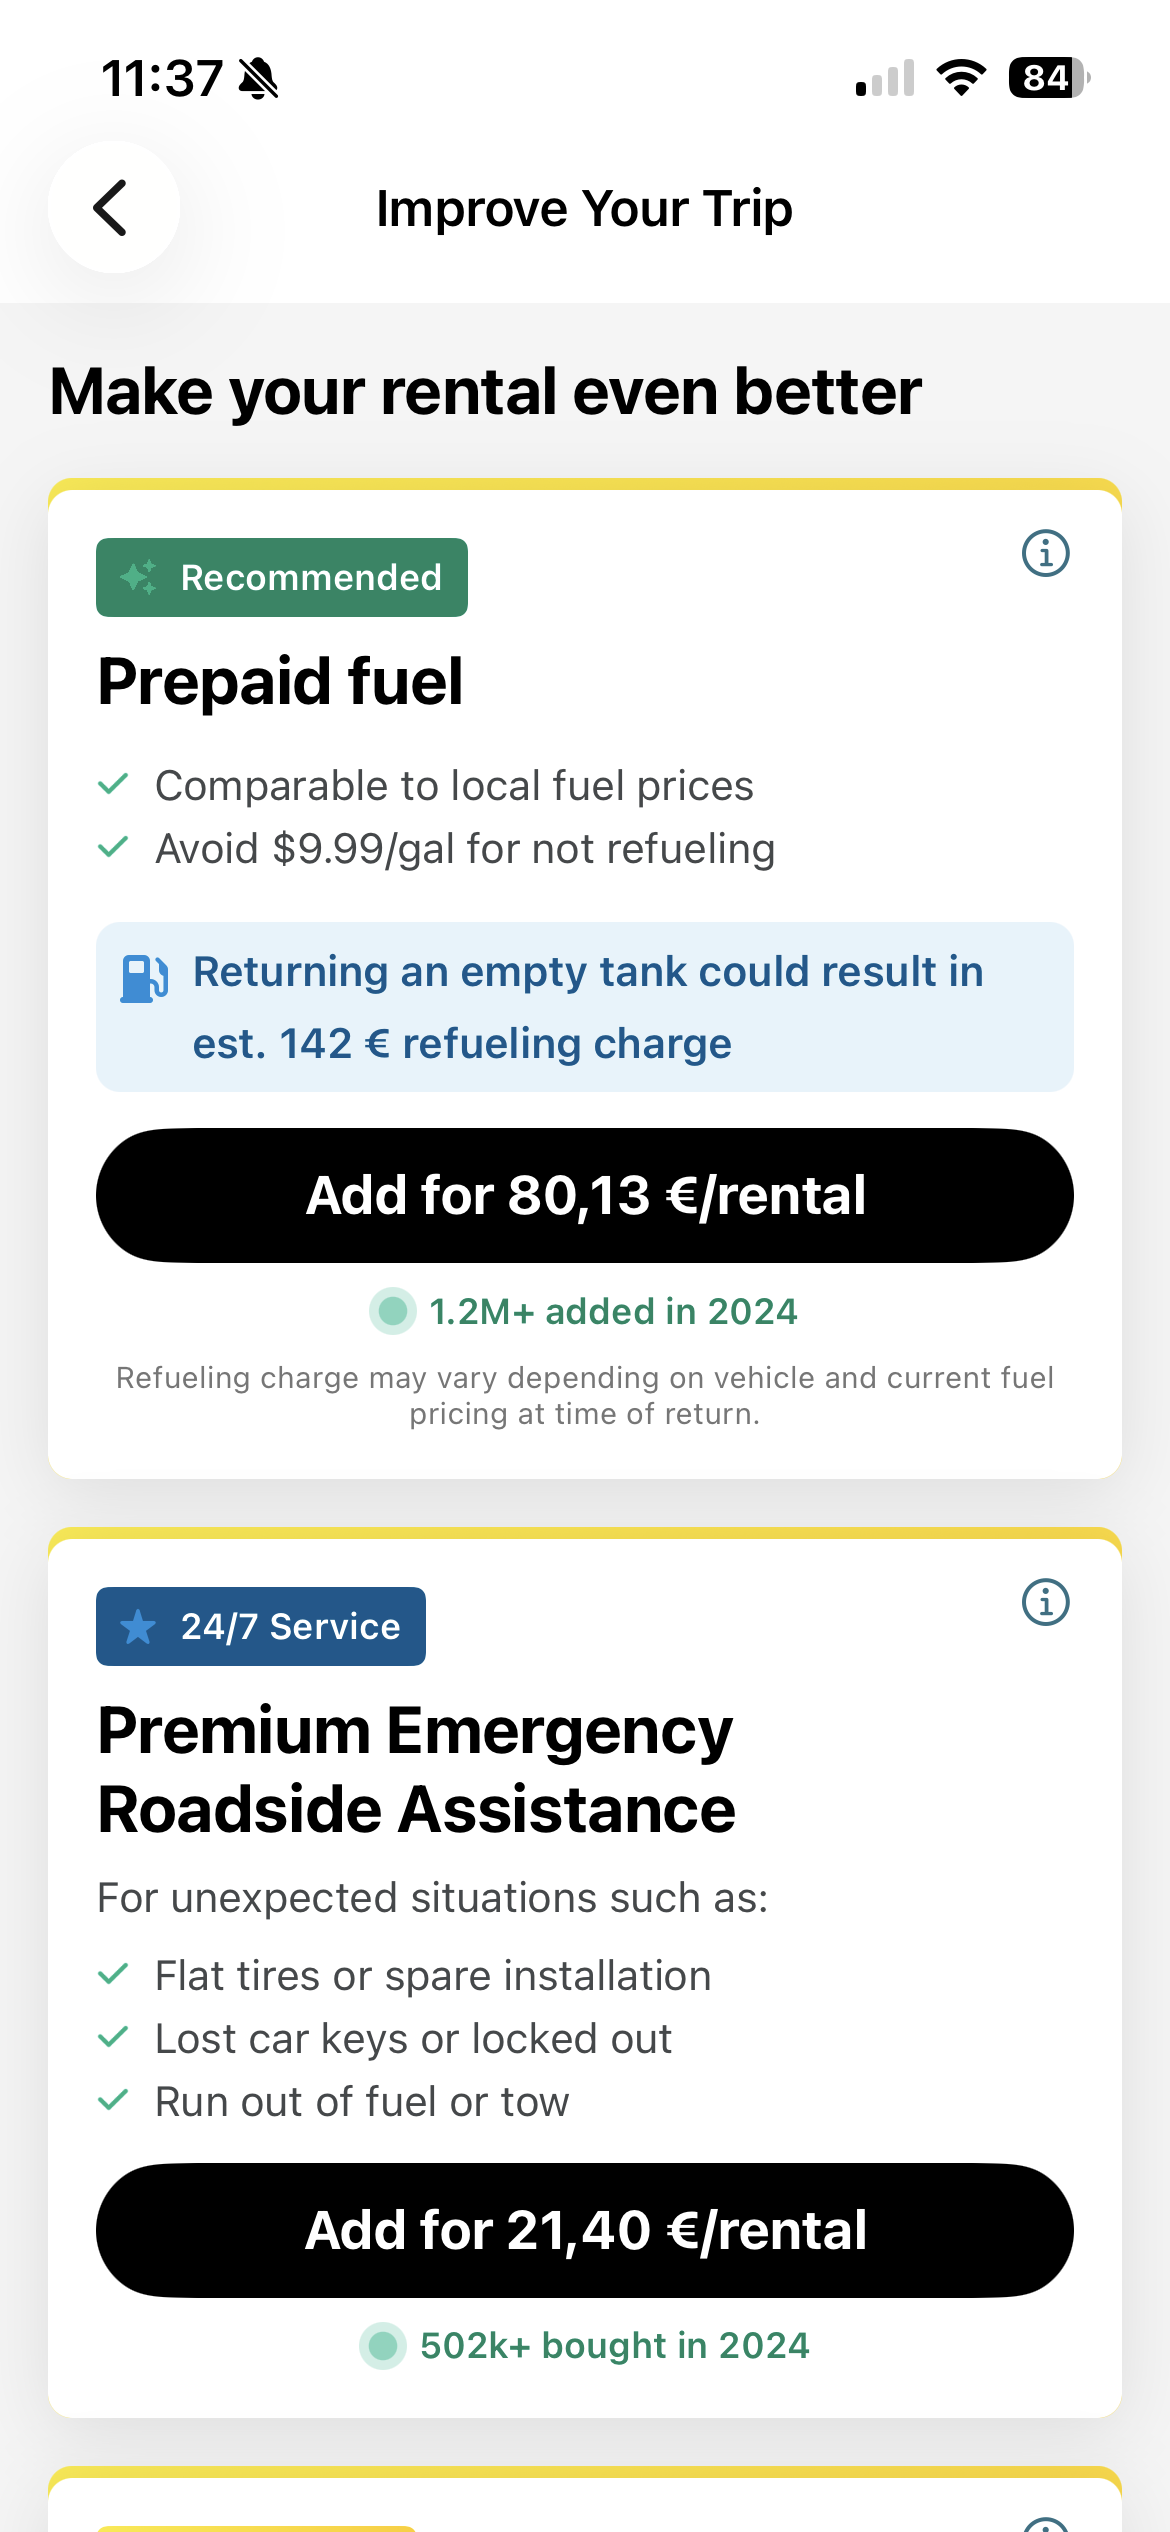 11:37
84
Improve Your Trip
Make your rental even better
Recommended
Prepaid fuel
Comparable to local fuel prices
Avoid $9.99/gal for not refueling
Returning an empty tank could result in
est. 142 € refueling charge
Add for 80,13 €/rental
1.2M+ added in 2024
Refueling charge may vary depending on vehicle and current fuel
pricing at time of return.
24/7 Service
Premium Emergency
Roadside Assistance
For unexpected situations such as:
Flat tires or spare installation
Lost car keys or locked out
Run out of fuel or tow
Add for 21,40 €/rental
502k+ bought in 2024